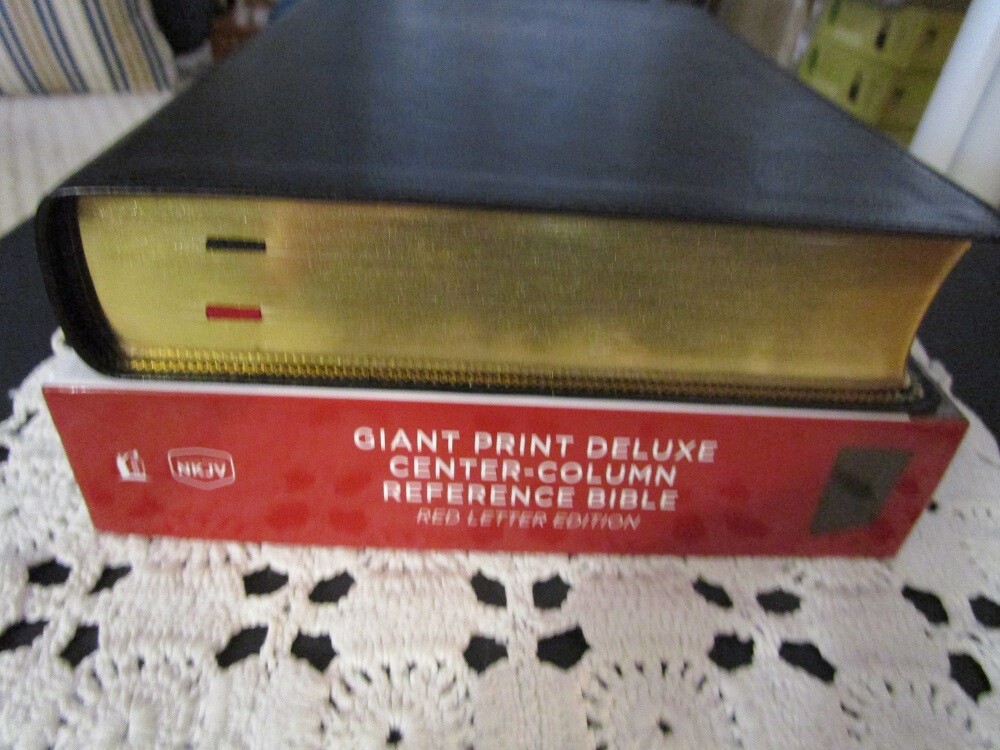 NKJV
GIANT PRINT DELUXE
CENTER-COLUMN
REFERENCE BIBLE
RED LETTER EDITION